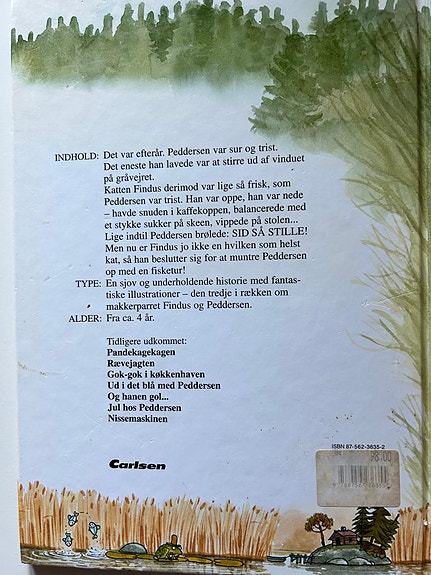 INDHOLD: Det var efterår. Peddersen var sur og trist.
Det eneste han lavede var at stirre ud af vinduet
på gråvejret.
Katten Findus derimod var lige så frisk, som
Peddersen var trist. Han var oppe, han var nede
– havde snuden i kaffekoppen, balancerede med
et stykke sukker på skeen, vippede på stolen...
Lige indtil Peddersen brølede: SID SÅ STILLE!
Men nu er Findus jo ikke en hvilken som helst
kat, så han beslutter sig for at muntre Peddersen
op med en fisketur!
TYPE: En sjov og underholdende historie med fantas-
tiske illustrationer – den tredje i rækken om
makkerparret Findus og Peddersen.
ALDER: Fra ca. 4 år.
Tidligere udkommet:
Pandekagekagen
Rævejagten
Gok-gok i køkkenhaven
Ud i det blå med Peddersen
Og hanen gol...
Jul hos Peddersen
Nissemaskinen
Carlsen
ISBN 87-562-3635-2
98.00